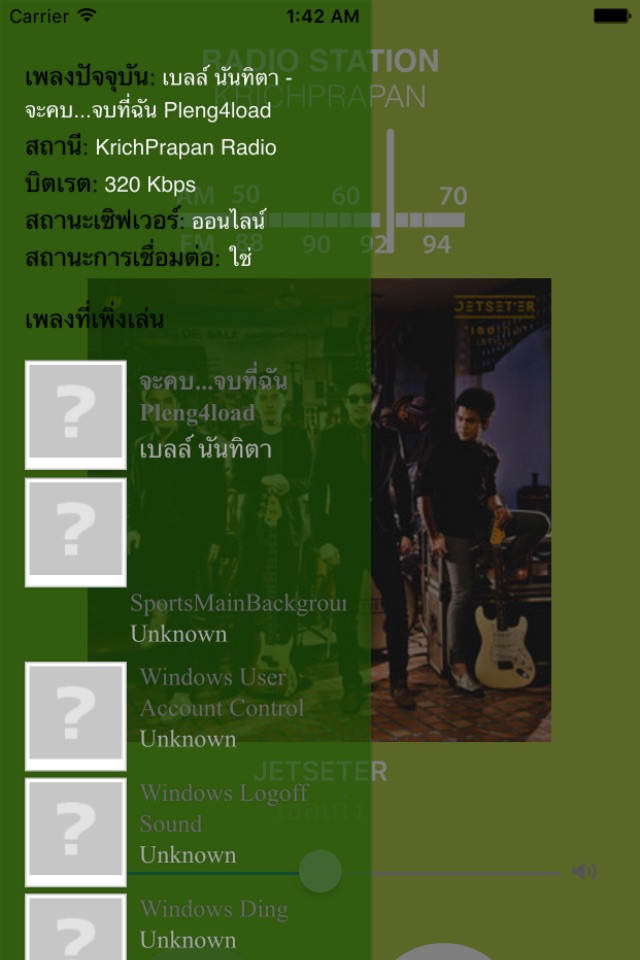 Carrier 1:42 AM
RADIO STATION
KRICHPRAPAN
เพลงปัจจุบัน: เบลล์ นันทิตา -
จะคบ...จบที่ฉัน Pleng4load
สถานี: KrichPrapan Radio
บิตเรต: 320 Kbps
AM 50 60 70
สถานะเซิฟเวอร์: ออนไลน์
FM 88 90 92 94
สถานะการเชื่อมต่อ: ใช่
เพลงที่เพิ่งเล่น
JETSET'ER
จะคบ...จบที่ฉัน
Pleng4load
เบลล์ นันทิตา
SportsMainBackgroun
Unknown
Windows User
Account Control
Unknown
JETSETER
Windows Logoff
Sound
Unknown
Windows Ding
Unknown